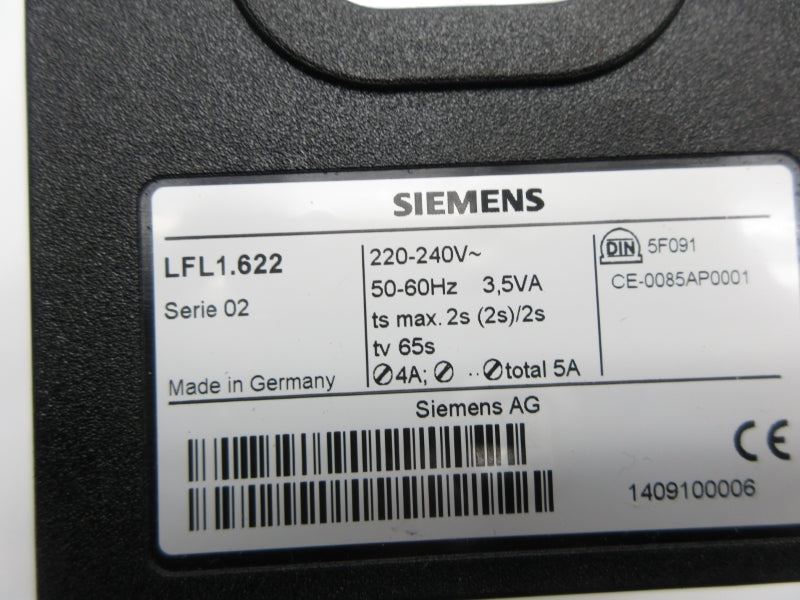 SIEMENS
LFL1.622
Serie 02
Made in Germany
220-240V~
50-60Hz 3,5VA
ts max. 2s (2s)/2s
tv 65s
⊘4A; ⊘ ··⊘total 5A
DIN 5F091
CE-0085AP0001
Siemens AG
CE
1409100006